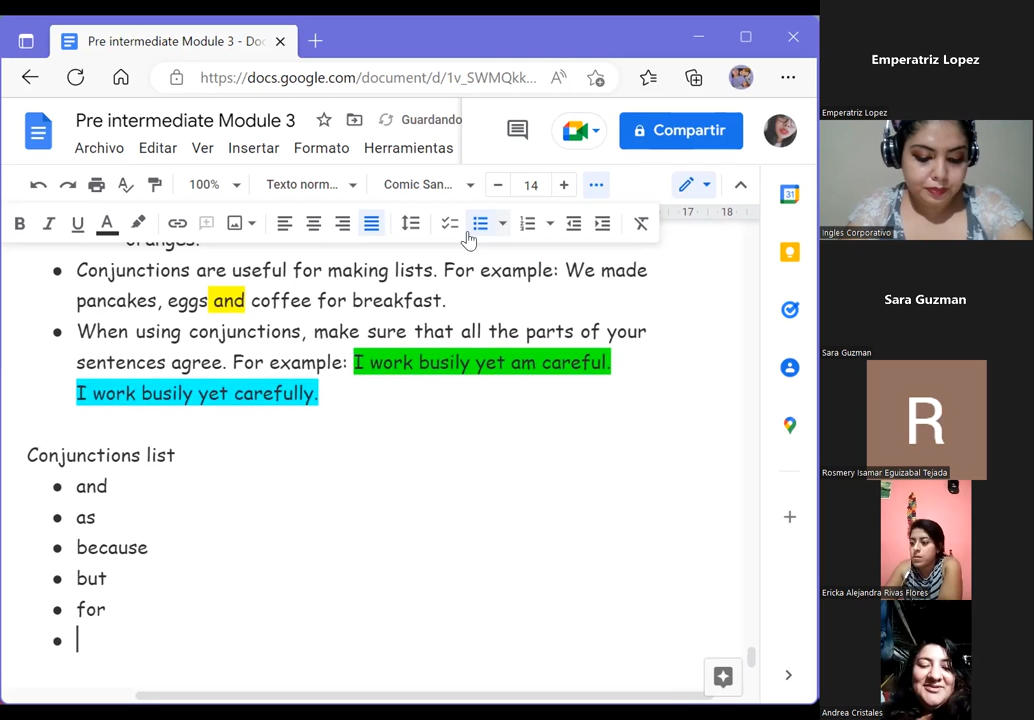 Pre intermediate Module 3 - Doc
https://docs.google.com/document/d/1v_SWMQkk...
Pre intermediate Module 3
Guardando
Archivo Editar Ver Insertar Formato Herramientas
Compartir
100% Texto norm... Comic San... 14
B I U A
17 18
oranges.
Conjunctions are useful for making lists. For example: We made
pancakes, eggs and coffee for breakfast.
When using conjunctions, make sure that all the parts of your
sentences agree. For example: I work busily yet am careful.
I work busily yet carefully.
Conjunctions list
and
as
because
but
for
31
Emperatriz Lopez
Emperatriz Lopez
Ingles Corporativo
Sara Guzman
Sara Guzman
R
Rosmery Isamar Eguizabal Tejada
Ericka Alejandra Rivas Flores
Andrea Cristales